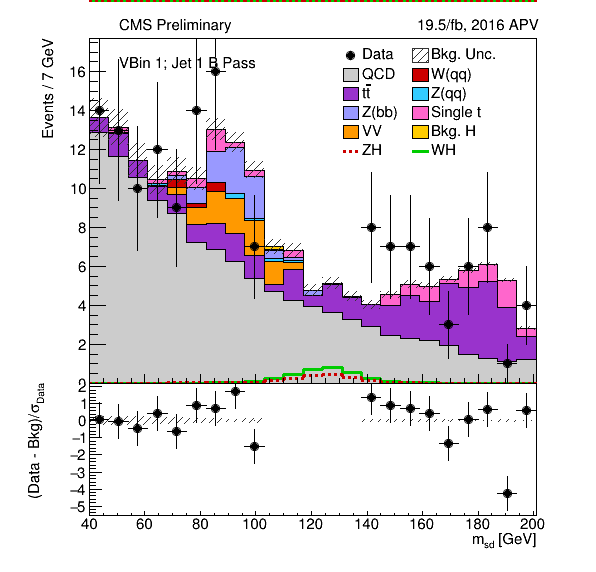 CMS Preliminary 19.5/fb, 2016 APV
VBin 1; Jet 1 B Pass
Events / 7 GeV
Data
Bkg. Unc.
QCD
W(qq)
tt̄
Z(qq)
Z(bb)
Single t
VV
Bkg. H
ZH
WH
16
14
12
10
8
6
4
2
(Data - Bkg)/σData
2
1
0
−1
−2
−3
−4
−5
40 60 80 100 120 140 160 180 200
msd [GeV]